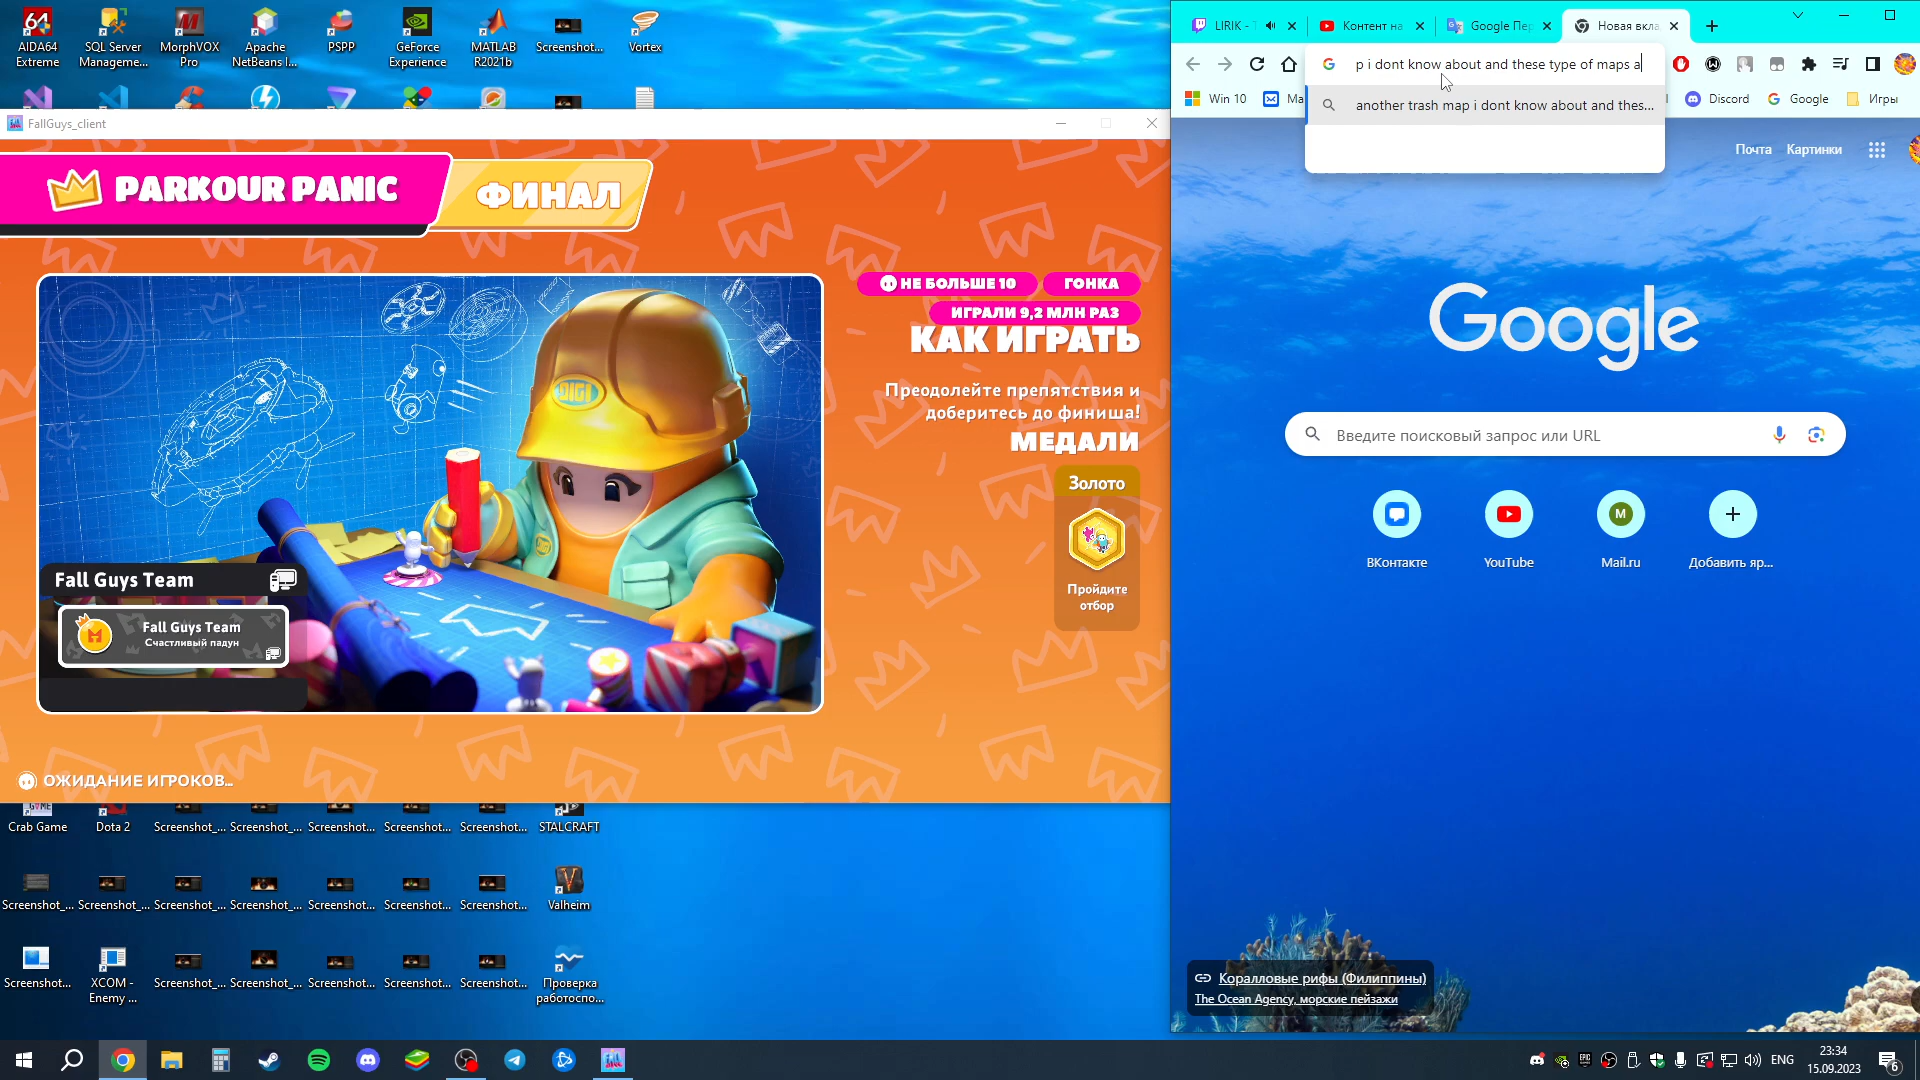 AIDA64
Extreme
SQL Server
Manageme...
MorphVOX
Pro
Apache
NetBeans I...
PSPP
GeForce
Experience
MATLAB
R2021b
Screenshot...
Vortex
FallGuys_client
PARKOUR PANIC
ФИНАЛ
НЕ БОЛЬШЕ 10
ГОНКА
ИГРАЛИ 9,2 МЛН РАЗ
КАК ИГРАТЬ
Преодолейте препятствия и
доберитесь до финиша!
МЕДАЛИ
Золото
Пройдите
отбор
DIGI
Fall Guys Team
Fall Guys Team
Счастливый падун
ОЖИДАНИЕ ИГРОКОВ...
Crab Game
Dota 2
Screenshot_...
Screenshot_...
Screenshot...
Screenshot...
Screenshot...
STALCRAFT
Screenshot_...
Screenshot_...
Screenshot_...
Screenshot_...
Screenshot...
Screenshot...
Screenshot...
Valheim
Screenshot...
XCOM -
Enemy ...
Screenshot_...
Screenshot_...
Screenshot...
Screenshot...
Screenshot...
Проверка
работоспо...
LIRIK -
Контент на
Google Пер
Новая вкла
p i dont know about and these type of maps a
another trash map i dont know about and thes...
Win 10
Ma
Discord
Google
Игры
Почта
Картинки
Google
Введите поисковый запрос или URL
ВКонтакте
YouTube
M
Mail.ru
Добавить яр...
Коралловые рифы (Филиппины)
The Ocean Agency, морские пейзажи
ENG
23:34
15.09.2023
6